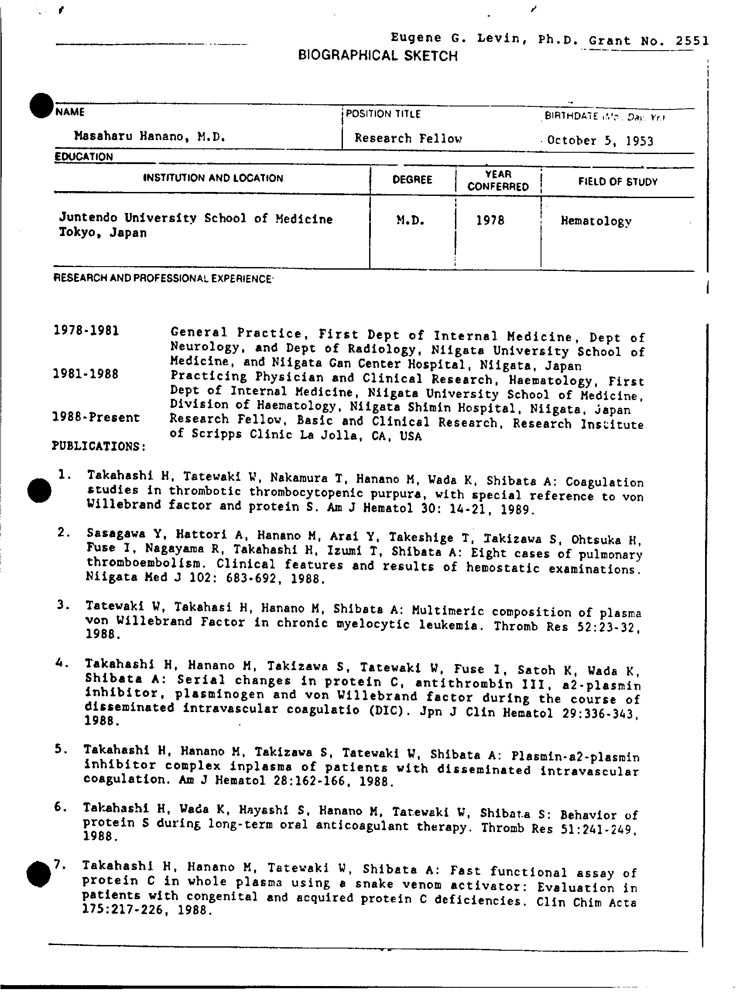 Eugene G. Levin, Ph.D. Grant No. 2551
BIOGRAPHICAL SKETCH
NAME POSITION TITLE BIRTHDATE (Mo., Day, Yr.)
Masaharu Hanano, M.D. Research Fellow October 5, 1953
EDUCATION
INSTITUTION AND LOCATION DEGREE YEAR CONFERRED FIELD OF STUDY
Juntendo University School of Medicine M.D. 1978 Hematology
Tokyo, Japan
RESEARCH AND PROFESSIONAL EXPERIENCE:
1978-1981 General Practice, First Dept of Internal Medicine, Dept of
Neurology, and Dept of Radiology, Niigata University School of
Medicine, and Niigata Gan Center Hospital, Niigata, Japan
1981-1988 Practicing Physician and Clinical Research, Haematology, First
Dept of Internal Medicine, Niigata University School of Medicine,
Division of Haematology, Niigata Shimin Hospital, Niigata, Japan
1988-Present Research Fellow, Basic and Clinical Research, Research Institute
of Scripps Clinic La Jolla, CA, USA
PUBLICATIONS:
1. Takahashi H, Tatewaki W, Nakamura T, Hanano M, Wada K, Shibata A: Coagulation
studies in thrombotic thrombocytopenic purpura, with special reference to von
Willebrand factor and protein S. Am J Hematol 30: 14-21, 1989.
2. Sasagawa Y, Hattori A, Hanano M, Arai Y, Takeshige T, Takizawa S, Ohtsuka H,
Fuse I, Nagayama R, Takahashi H, Izumi T, Shibata A: Eight cases of pulmonary
thromboembolism. Clinical features and results of hemostatic examinations.
Niigata Med J 102: 683-692, 1988.
3. Tatewaki W, Takahasi H, Hanano M, Shibata A: Multimeric composition of plasma
von Willebrand Factor in chronic myelocytic leukemia. Thromb Res 52:23-32,
1988.
4. Takahashi H, Hanano M, Takizawa S, Tatewaki W, Fuse I, Satoh K, Wada K,
Shibata A: Serial changes in protein C, antithrombin III, a2-plasmin
inhibitor, plasminogen and von Willebrand factor during the course of
disseminated intravascular coagulatio (DIC). Jpn J Clin Hematol 29:336-343,
1988.
5. Takahashi H, Hanano M, Takizawa S, Tatewaki W, Shibata A: Plasmin-a2-plasmin
inhibitor complex inplasma of patients with disseminated intravascular
coagulation. Am J Hematol 28:162-166, 1988.
6. Takahashi H, Wada K, Hayashi S, Hanano M, Tatewaki W, Shibata S: Behavior of
protein S during long-term oral anticoagulant therapy. Thromb Res 51:241-249,
1988.
7. Takahashi H, Hanano M, Tatewaki W, Shibata A: Fast functional assay of
protein C in whole plasma using a snake venom activator: Evaluation in
patients with congenital and acquired protein C deficiencies. Clin Chim Acta
175:217-226, 1988.